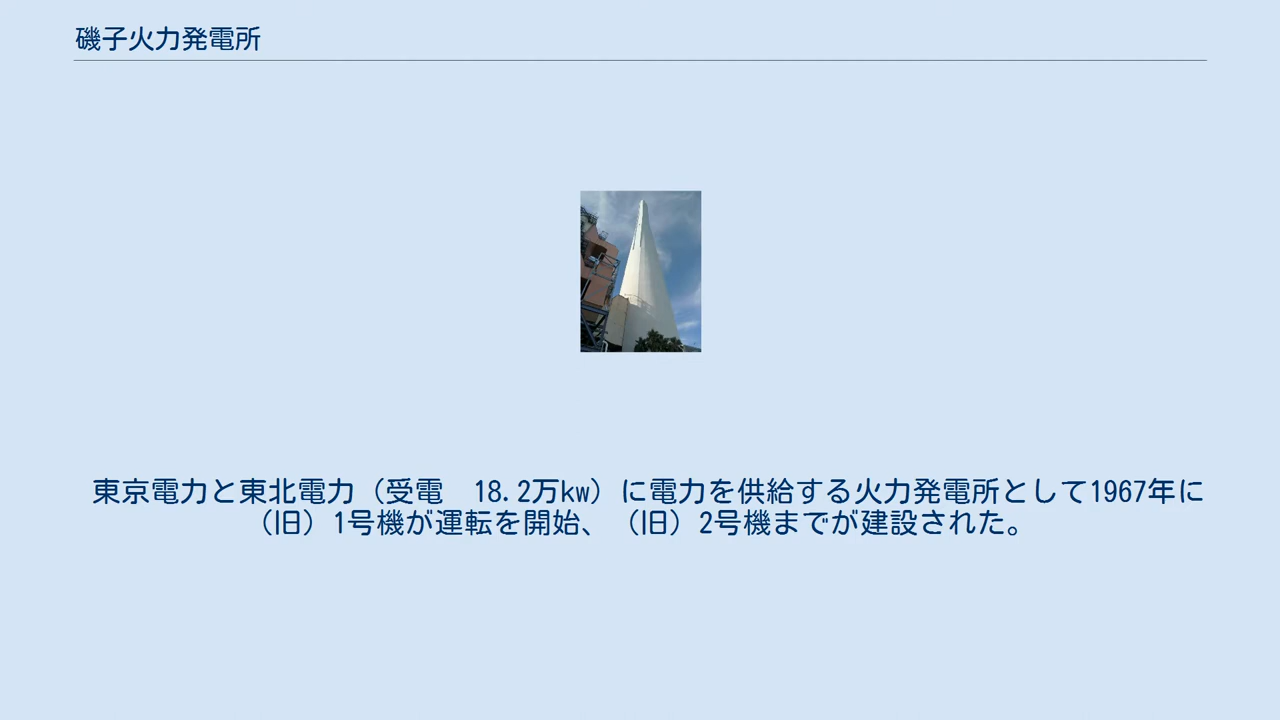 磯子火力発電所
東京電力と東北電力（受電　18.2万kw）に電力を供給する火力発電所として1967年に
（旧）1号機が運転を開始、（旧）2号機までが建設された。